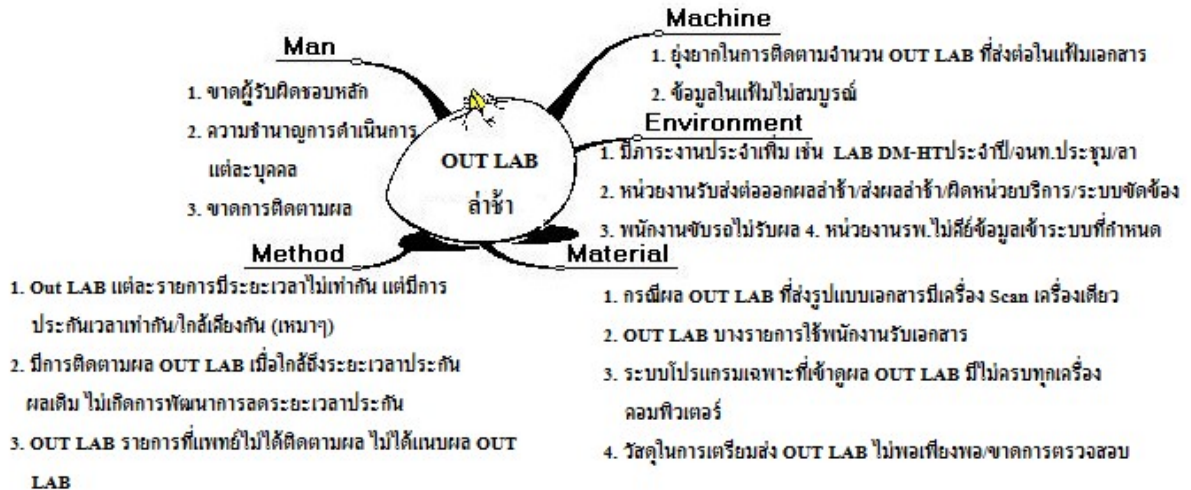 Man
1. ขาดผู้รับผิดชอบหลัก
2. ความชำนาญการดำเนินการ
แต่ละบุคคล
3. ขาดการติดตามผล
Machine
1. ยุ่งยากในการติดตามจำนวน OUT LAB ที่ส่งต่อในแฟ้มเอกสาร
2. ข้อมูลในแฟ้มไม่สมบูรณ์
OUT LAB
ล่าช้า
Environment
1. มีภาระงานประจำเพิ่ม เช่น LAB DM-HTประจำปี/จนท.ประชุม/ลา
2. หน่วยงานรับส่งต่อออกผลล่าช้า/ส่งผลล่าช้า/ผิดหน่วยบริการ/ระบบขัดข้อง
3. พนักงานขับรถไม่รับผล 4. หน่วยงานรพ.ไม่คีย์ข้อมูลเข้าระบบที่กำหนด
Method
1. Out LAB แต่ละรายการมีระยะเวลาไม่เท่ากัน แต่มีการ
ประกันเวลาเท่ากัน/ใกล้เคียงกัน (เหมาๆ)
2. มีการติดตามผล OUT LAB เมื่อใกล้ถึงระยะเวลาประกัน
ผลเดิม ไม่เกิดการพัฒนาการลดระยะเวลาประกัน
3. OUT LAB รายการที่แพทย์ไม่ได้ติดตามผล ไม่ได้แนบผล OUT
LAB
Material
1. กรณีผล OUT LAB ที่ส่งรูปแบบเอกสารมีเครื่อง Scan เครื่องเดียว
2. OUT LAB บางรายการใช้พนักงานรับเอกสาร
3. ระบบโปรแกรมเฉพาะที่เข้าดูผล OUT LAB มีไม่ครบทุกเครื่อง
คอมพิวเตอร์
4. วัสดุในการเตรียมส่ง OUT LAB ไม่พอเพียงพอ/ขาดการตรวจสอบ